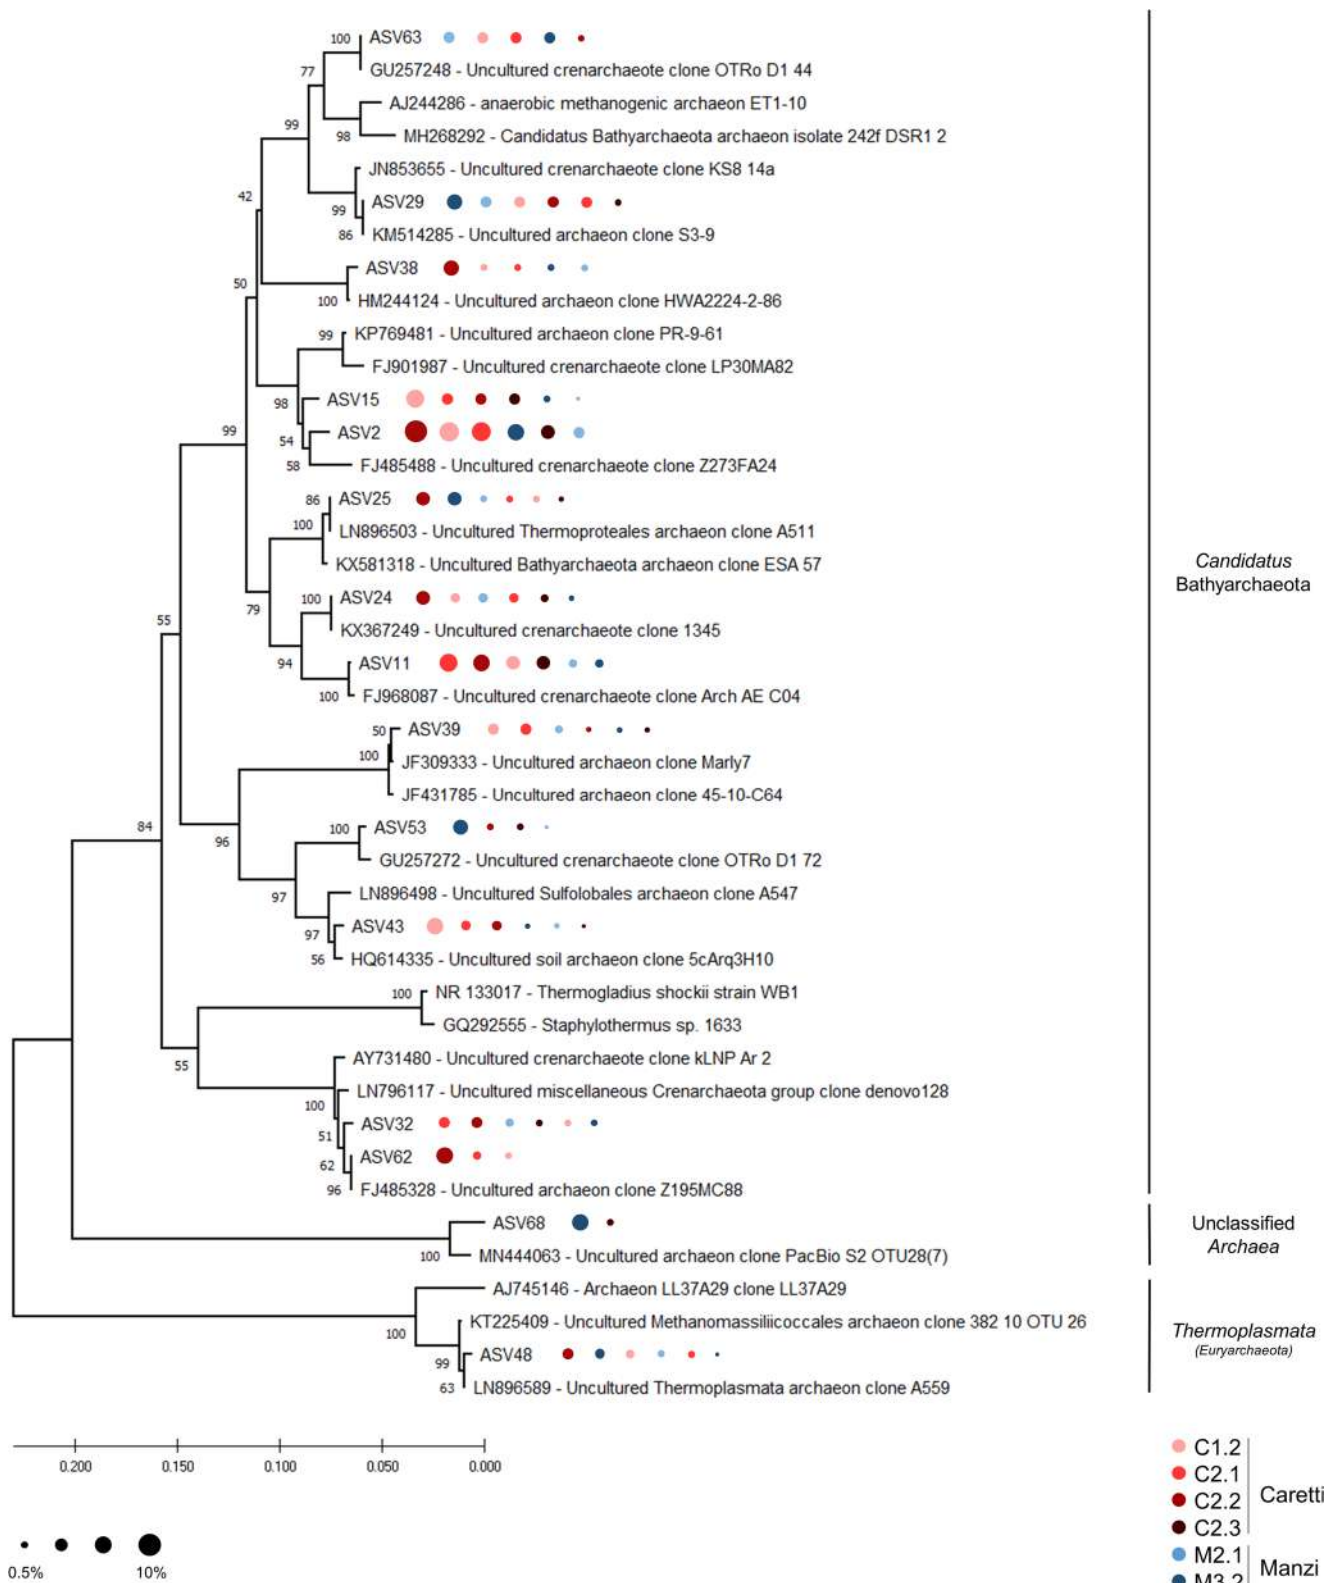 100 ASV63
GU257248 - Uncultured crenarchaeote clone OTRo D1 44
77
AJ244286 - anaerobic methanogenic archaeon ET1-10
99
98 MH268292 - Candidatus Bathyarchaeota archaeon isolate 242f DSR1 2
JN853655 - Uncultured crenarchaeote clone KS8 14a
42
99 ASV29
86 KM514285 - Uncultured archaeon clone S3-9
ASV38
50
100 HM244124 - Uncultured archaeon clone HWA2224-2-86
99 KP769481 - Uncultured archaeon clone PR-9-61
FJ901987 - Uncultured crenarchaeote clone LP30MA82
98 ASV15
99
54 ASV2
58 FJ485488 - Uncultured crenarchaeote clone Z273FA24
86 ASV25
100 LN896503 - Uncultured Thermoproteales archaeon clone A511
KX581318 - Uncultured Bathyarchaeota archaeon clone ESA 57
Candidatus
Bathyarchaeota
79
100 ASV24
55
KX367249 - Uncultured crenarchaeote clone 1345
94 ASV11
100 FJ968087 - Uncultured crenarchaeote clone Arch AE C04
50 ASV39
100 JF309333 - Uncultured archaeon clone Marly7
JF431785 - Uncultured archaeon clone 45-10-C64
84
100 ASV53
96
GU257272 - Uncultured crenarchaeote clone OTRo D1 72
97 LN896498 - Uncultured Sulfolobales archaeon clone A547
97 ASV43
56 HQ614335 - Uncultured soil archaeon clone 5cArq3H10
100 NR 133017 - Thermogladius shockii strain WB1
GQ292555 - Staphylothermus sp. 1633
55 AY731480 - Uncultured crenarchaeote clone kLNP Ar 2
LN796117 - Uncultured miscellaneous Crenarchaeota group clone denovo128
100
ASV32
51
62 ASV62
96 FJ485328 - Uncultured archaeon clone Z195MC88
ASV68
100 MN444063 - Uncultured archaeon clone PacBio S2 OTU28(7)
Unclassified
Archaea
AJ745146 - Archaeon LL37A29 clone LL37A29
100 KT225409 - Uncultured Methanomassiliicoccales archaeon clone 382 10 OTU 26
99 ASV48
63 LN896589 - Uncultured Thermoplasmata archaeon clone A559
Thermoplasmata
(Euryarchaeota)
0.200 0.150 0.100 0.050 0.000
0.5% 10%
C1.2
C2.1
C2.2
C2.3
Caretti
M2.1
M3.2
Manzi